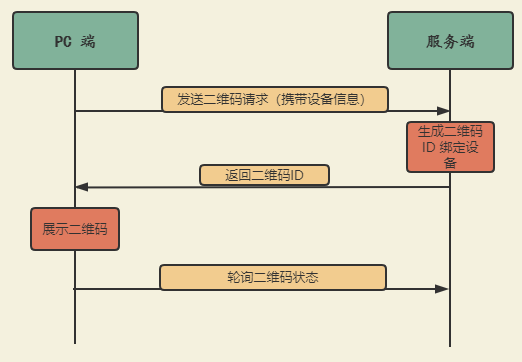 PC 端
服务端
发送二维码请求（携带设备信息）
生成二维码
ID 绑定设
备
返回二维码ID
展示二维码
轮询二维码状态